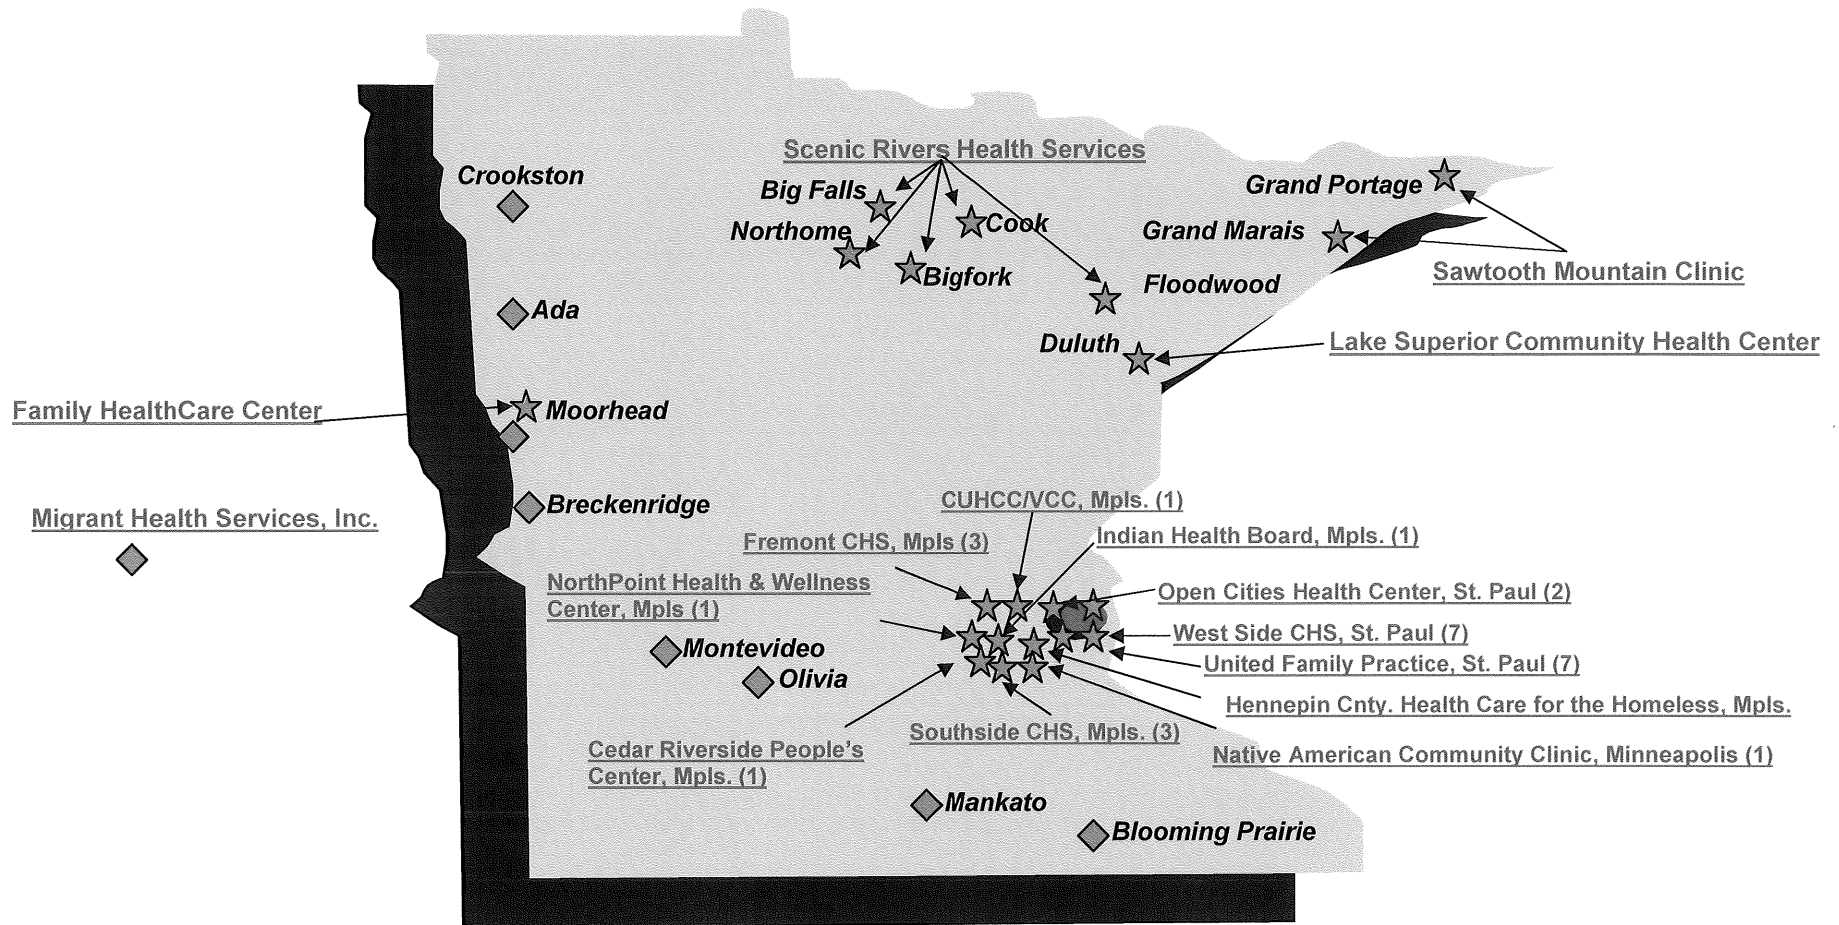 Scenic Rivers Health Services
Crookston
Big Falls
Grand Portage
Northome
Cook
Grand Marais
Bigfork
Floodwood
Sawtooth Mountain Clinic
Ada
Duluth
Lake Superior Community Health Center
Family HealthCare Center
Moorhead
Breckenridge
Migrant Health Services, Inc.
CUHCC/VCC, Mpls. (1)
Indian Health Board, Mpls. (1)
Fremont CHS, Mpls (3)
NorthPoint Health & Wellness
Center, Mpls (1)
Open Cities Health Center, St. Paul (2)
West Side CHS, St. Paul (7)
United Family Practice, St. Paul (7)
Montevideo
Olivia
Hennepin Cnty. Health Care for the Homeless, Mpls.
Southside CHS, Mpls. (3)
Cedar Riverside People's
Center, Mpls. (1)
Native American Community Clinic, Minneapolis (1)
Mankato
Blooming Prairie